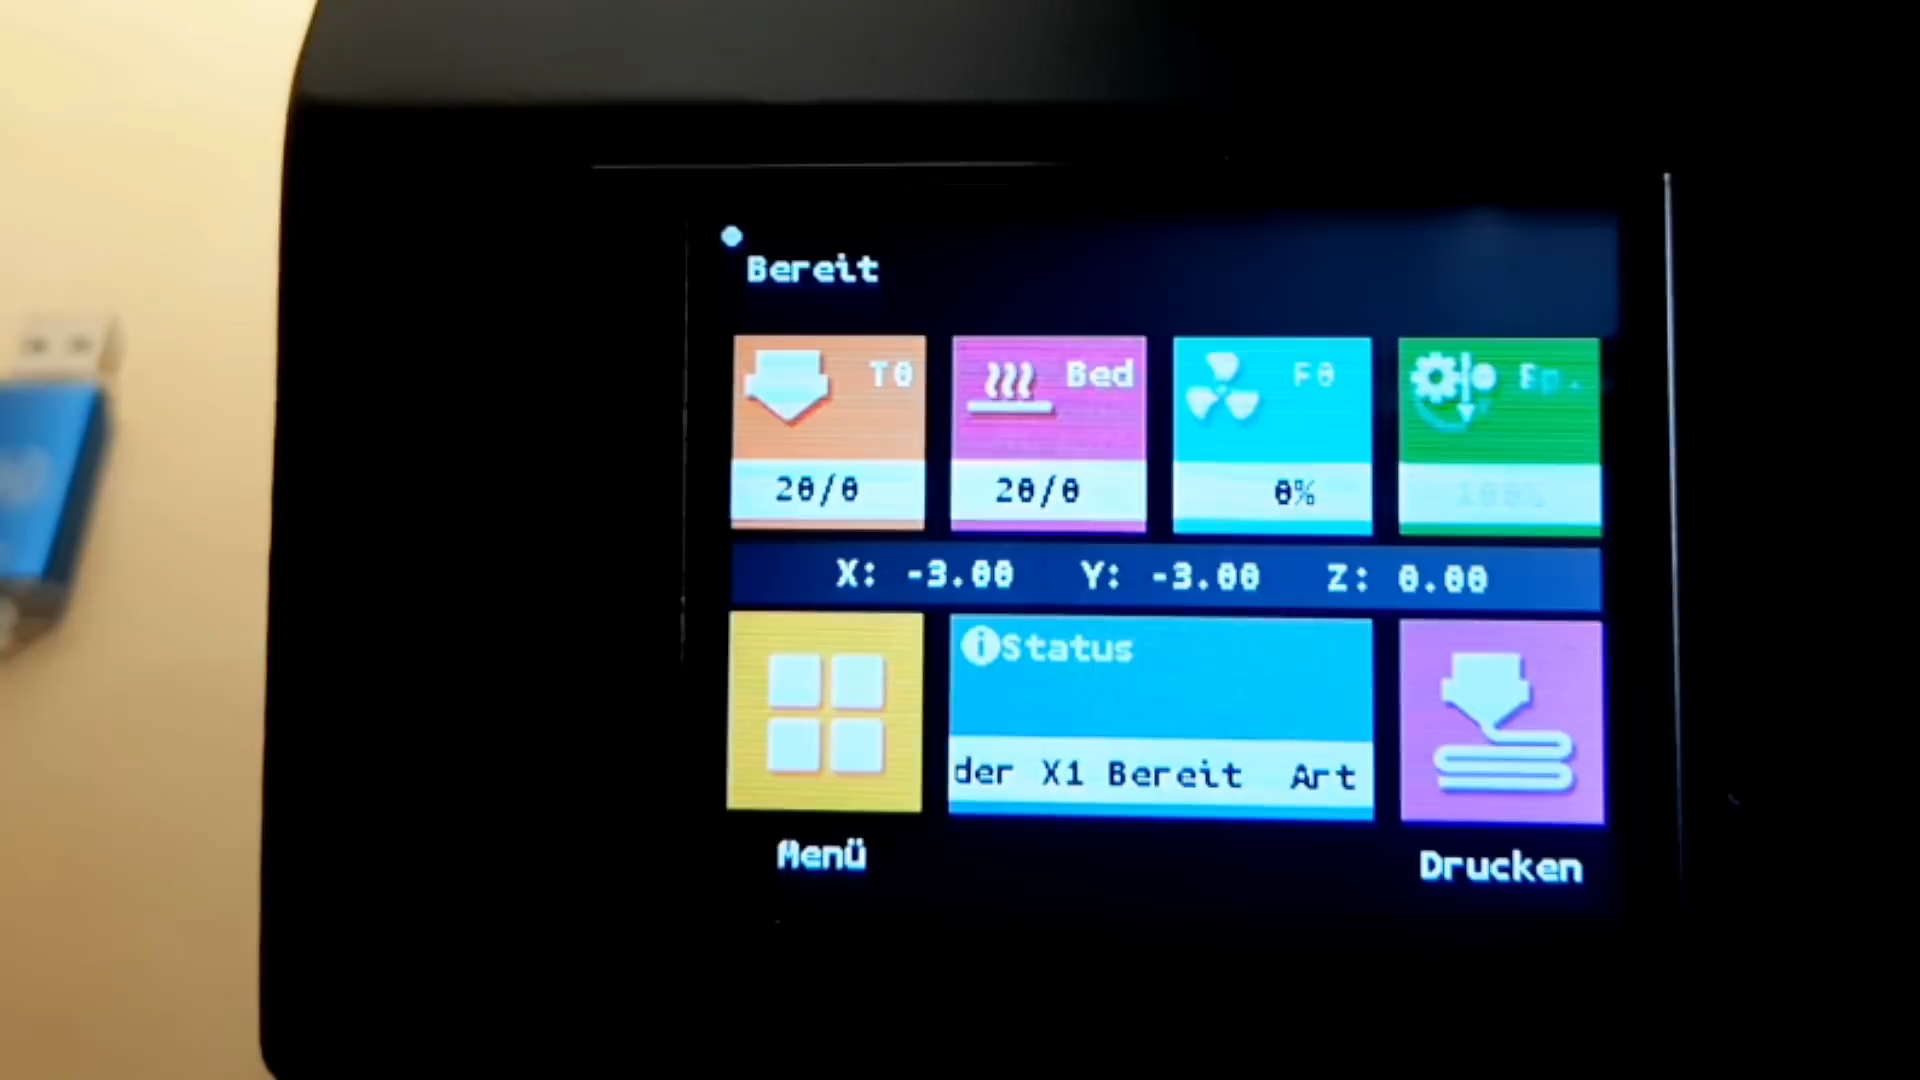 Bereit
T0 Bed F0
20/0 20/0 0% 100%
X: -3.00 Y: -3.00 Z: 0.00
Status
der X1 Bereit Art
Menü
Drucken